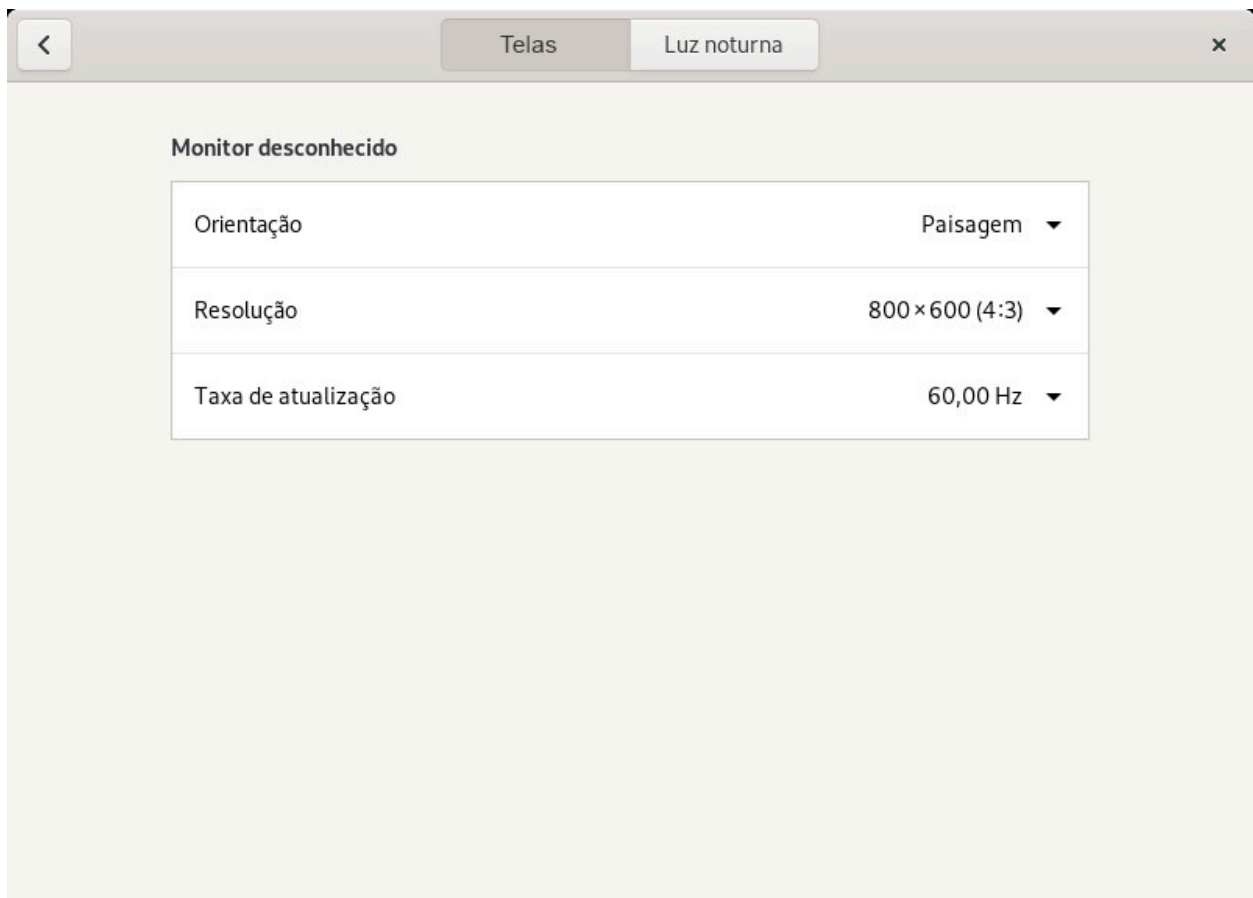 Telas Luz noturna
Monitor desconhecido
Orientação Paisagem
Resolução 800×600 (4:3)
Taxa de atualização 60,00 Hz